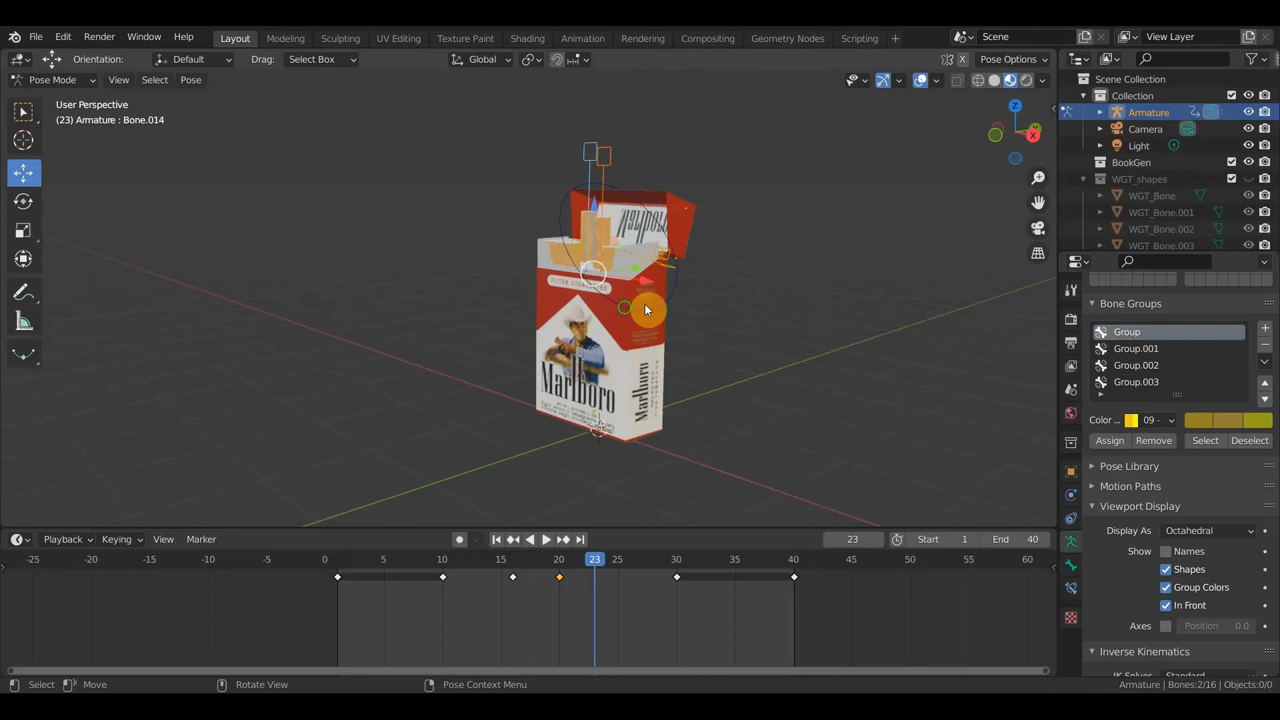 File Edit Render Window Help Layout Modeling Sculpting UV Editing Texture Paint Shading Animation Rendering Compositing Geometry Nodes Scripting + Scene View Layer
Orientation: Default Drag: Select Box Global Pose Options
Pose Mode View Select Pose
User Perspective
(23) Armature : Bone.014
Z
X
FILTER CIGARETTES
Marlboro
Marlboro
Scene Collection
Collection
Armature
Camera
Light
BookGen
WGT_shapes
WGT_Bone
WGT_Bone.001
WGT_Bone.002
WGT_Bone.003
Bone Groups
Group
Group.001
Group.002
Group.003
Color ... 09 -
Assign Remove Select Deselect
Pose Library
Motion Paths
Viewport Display
Display As Octahedral
Show Names
Shapes
Group Colors
In Front
Axes Position 0.0
Inverse Kinematics
Playback Keying View Marker 23 Start 1 End 40
-25 -20 -15 -10 -5 0 5 10 15 20 23 25 30 35 40 45 50 55 60
Select Move Rotate View Pose Context Menu Armature | Bones:2/16 | Objects:0/0